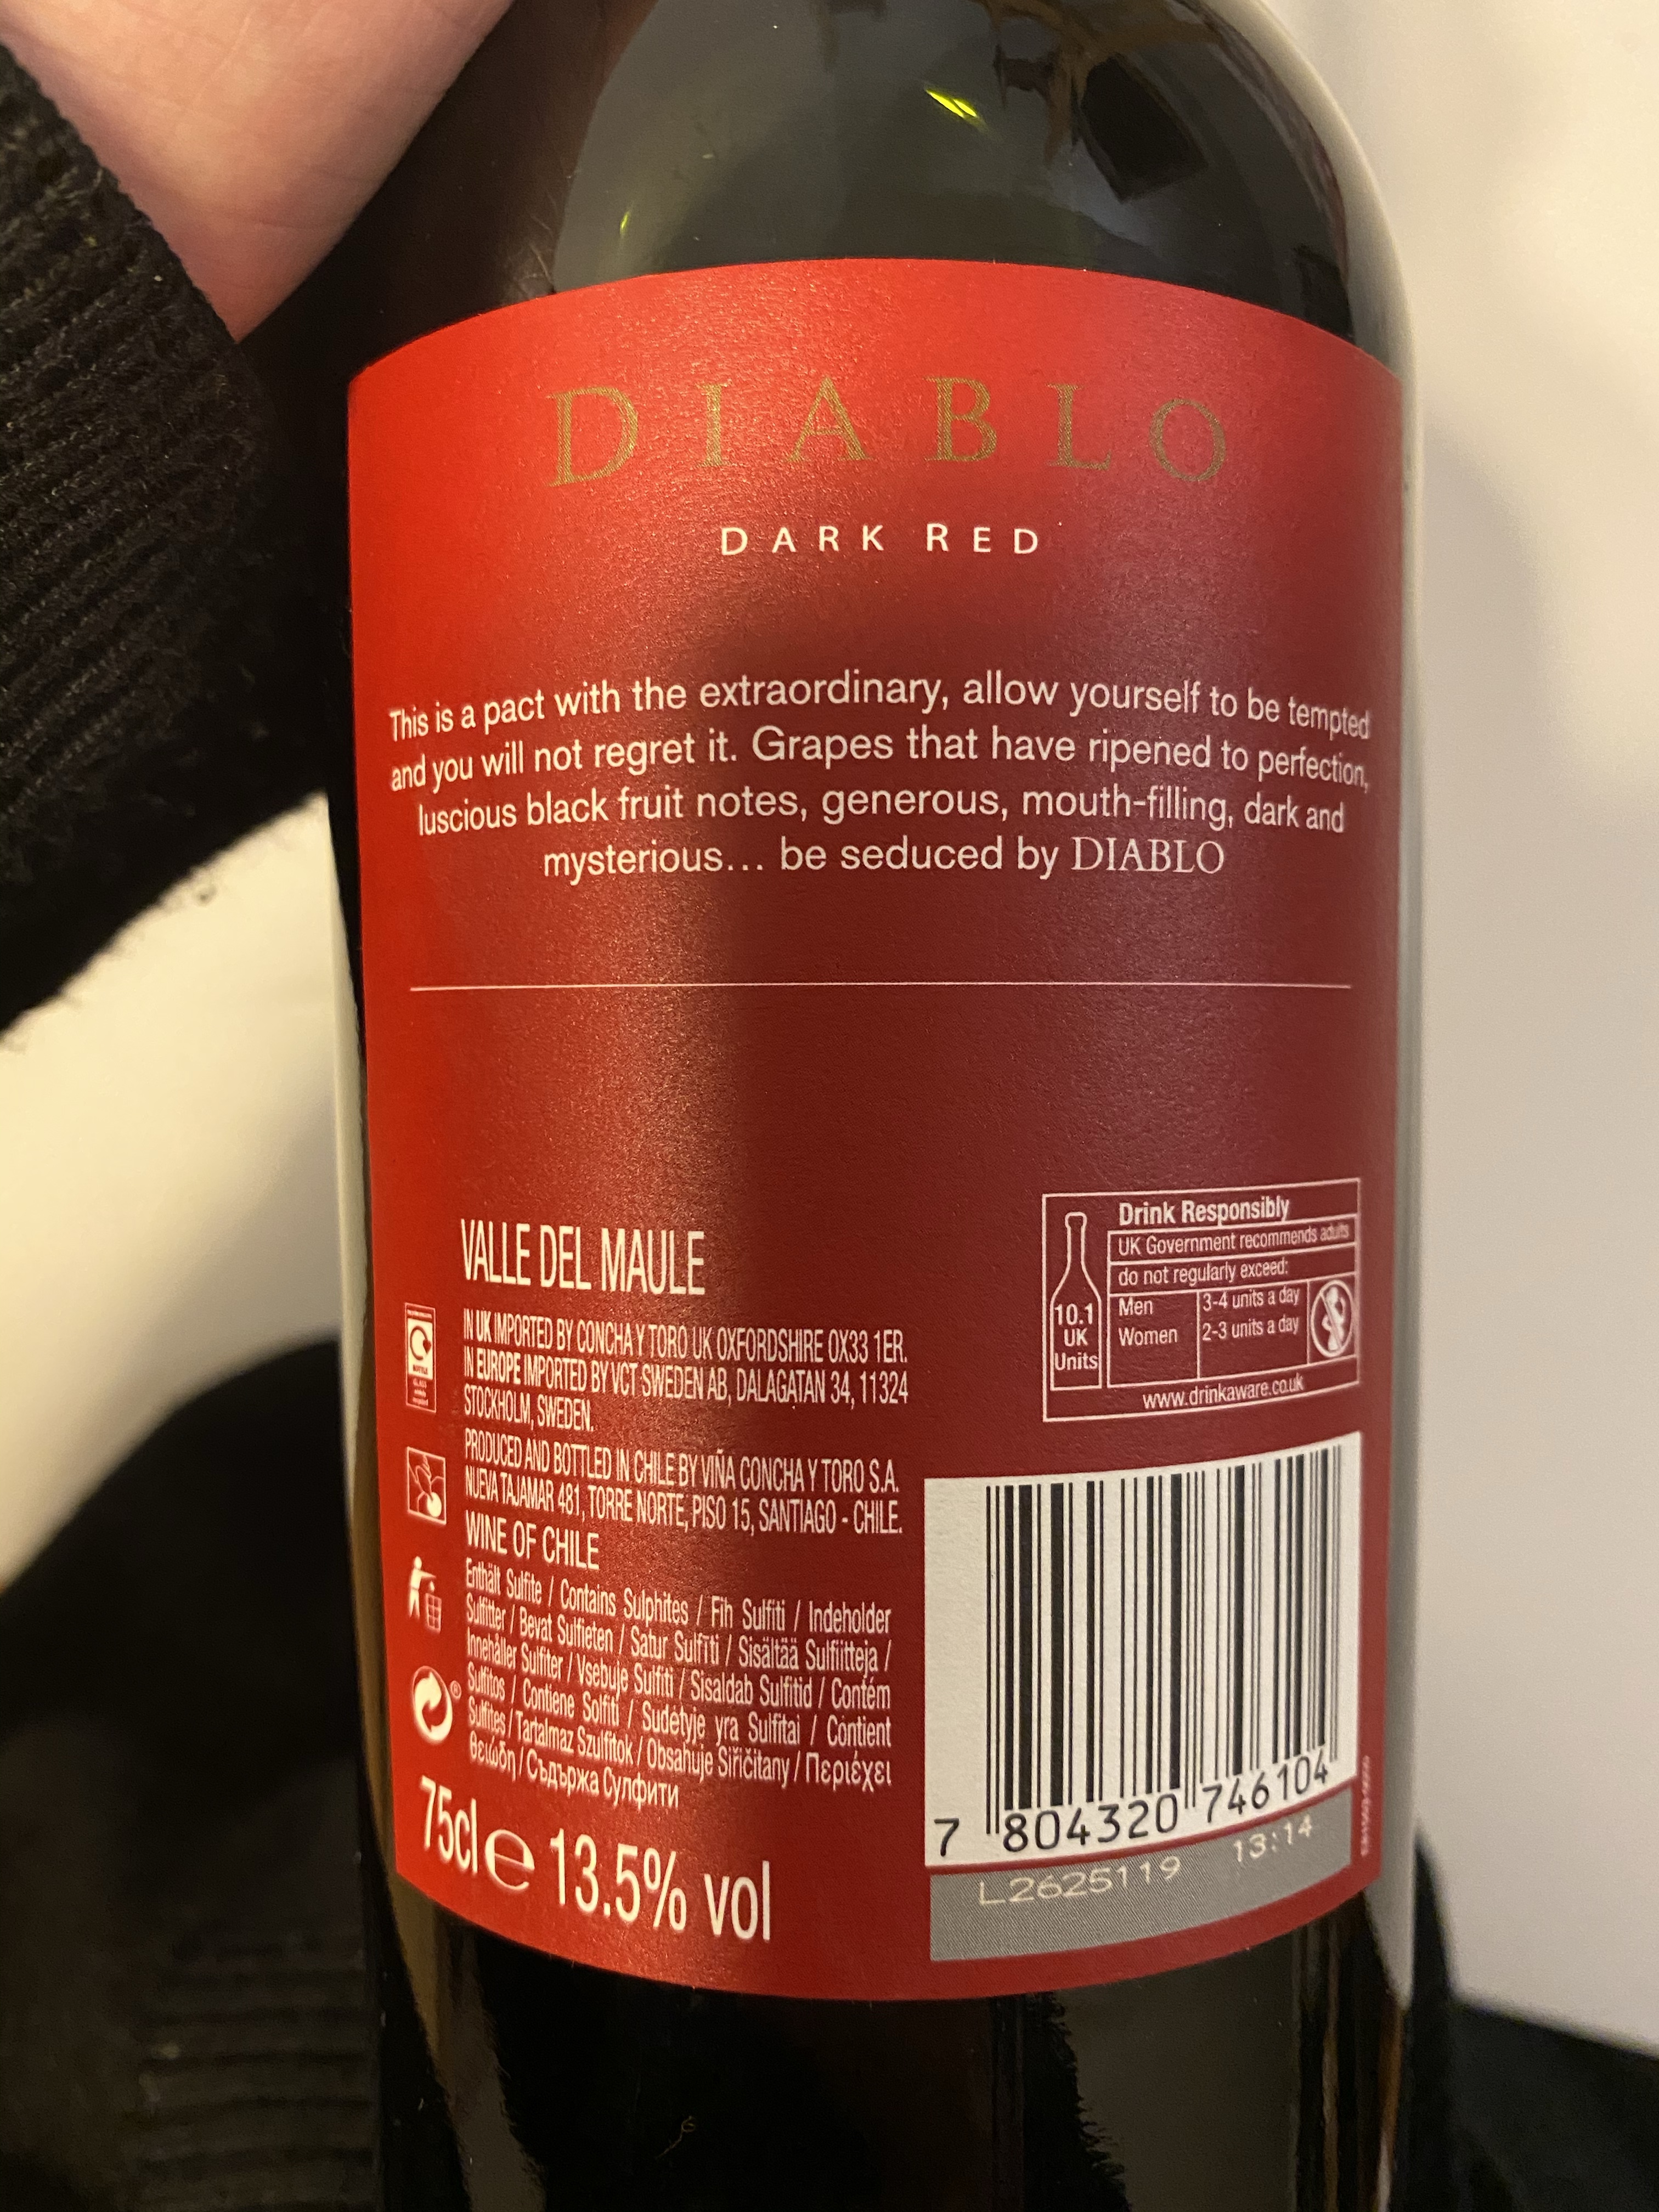 DIABLO
DARK RED
This is a pact with the extraordinary, allow yourself to be tempted
and you will not regret it. Grapes that have ripened to perfection,
luscious black fruit notes, generous, mouth-filling, dark and
mysterious... be seduced by DIABLO
VALLE DEL MAULE
IN UK IMPORTED BY CONCHA Y TORO UK OXFORDSHIRE OX33 1ER.
IN EUROPE IMPORTED BY VCT SWEDEN AB, DALAGATAN 34, 11324
STOCKHOLM, SWEDEN.
PRODUCED AND BOTTLED IN CHILE BY VIÑA CONCHA Y TORO S.A.
NUEVA TAJAMAR 481, TORRE NORTE, PISO 15, SANTIAGO - CHILE.
WINE OF CHILE
Enthält Sulfite / Contains Sulphites / Fih Sulfiti / Indeholder
Sulfitter / Bevat Sulfieten / Satur Sulfīti / Sisältää Sulfiitteja /
Innehåller Sulfiter / Vsebuje Sulfiti / Sisaldab Sulfitid / Contém
Sulfitos / Contiene Solfiti / Sudėtyje yra Sulfitai / Contient
Sulfites / Tartalmaz Szulfitok / Obsahuje Siřičitany / Περιέχει
θειώδη / Съдържа Сулфити
75cl e 13.5% vol
Drink Responsibly
UK Government recommends adults
do not regularly exceed:
Men 3-4 units a day
Women 2-3 units a day
10.1
UK
Units
www.drinkaware.co.uk
7 804320 746104
L2625119 13:14